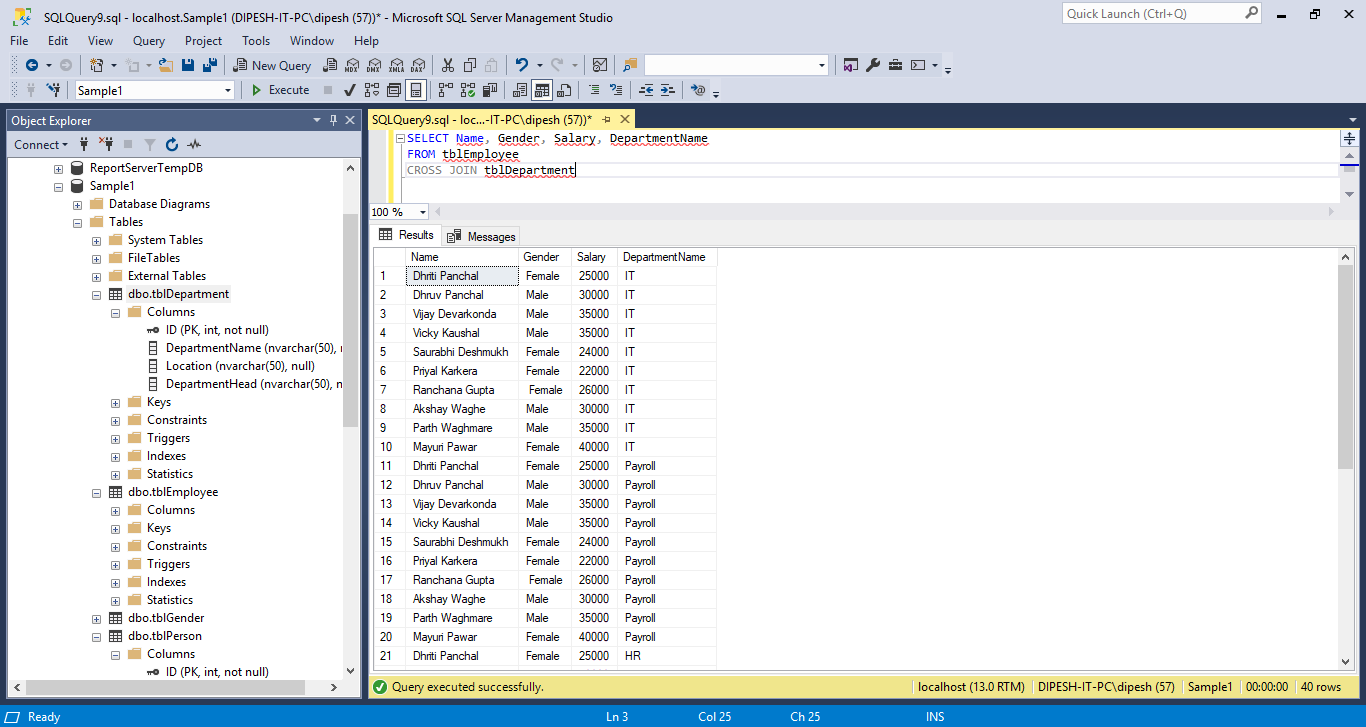 SQLQuery9.sql - localhost.Sample1 (DIPESH-IT-PC\dipesh (57))* - Microsoft SQL Server Management Studio
Quick Launch (Ctrl+Q)
File Edit View Query Project Tools Window Help
New Query MDX DMX XMLA DAX
Sample1 Execute
Object Explorer
Connect
ReportServerTempDB
Sample1
Database Diagrams
Tables
System Tables
FileTables
External Tables
dbo.tblDepartment
Columns
ID (PK, int, not null)
DepartmentName (nvarchar(50), 
Location (nvarchar(50), null)
DepartmentHead (nvarchar(50), n
Keys
Constraints
Triggers
Indexes
Statistics
dbo.tblEmployee
Columns
Keys
Constraints
Triggers
Indexes
Statistics
dbo.tblGender
dbo.tblPerson
Columns
ID (PK, int, not null)
SQLQuery9.sql - loc...-IT-PC\dipesh (57))*
SELECT Name, Gender, Salary, DepartmentName
FROM tblEmployee
CROSS JOIN tblDepartment
100 %
Results Messages
Name Gender Salary DepartmentName
1 Dhriti Panchal Female 25000 IT
2 Dhruv Panchal Male 30000 IT
3 Vijay Devarkonda Male 35000 IT
4 Vicky Kaushal Male 35000 IT
5 Saurabhi Deshmukh Female 24000 IT
6 Priyal Karkera Female 22000 IT
7 Ranchana Gupta Female 26000 IT
8 Akshay Waghe Male 30000 IT
9 Parth Waghmare Male 35000 IT
10 Mayuri Pawar Female 40000 IT
11 Dhriti Panchal Female 25000 Payroll
12 Dhruv Panchal Male 30000 Payroll
13 Vijay Devarkonda Male 35000 Payroll
14 Vicky Kaushal Male 35000 Payroll
15 Saurabhi Deshmukh Female 24000 Payroll
16 Priyal Karkera Female 22000 Payroll
17 Ranchana Gupta Female 26000 Payroll
18 Akshay Waghe Male 30000 Payroll
19 Parth Waghmare Male 35000 Payroll
20 Mayuri Pawar Female 40000 Payroll
21 Dhriti Panchal Female 25000 HR
Query executed successfully. localhost (13.0 RTM) DIPESH-IT-PC\dipesh (57) Sample1 00:00:00 40 rows
Ready Ln 3 Col 25 Ch 25 INS